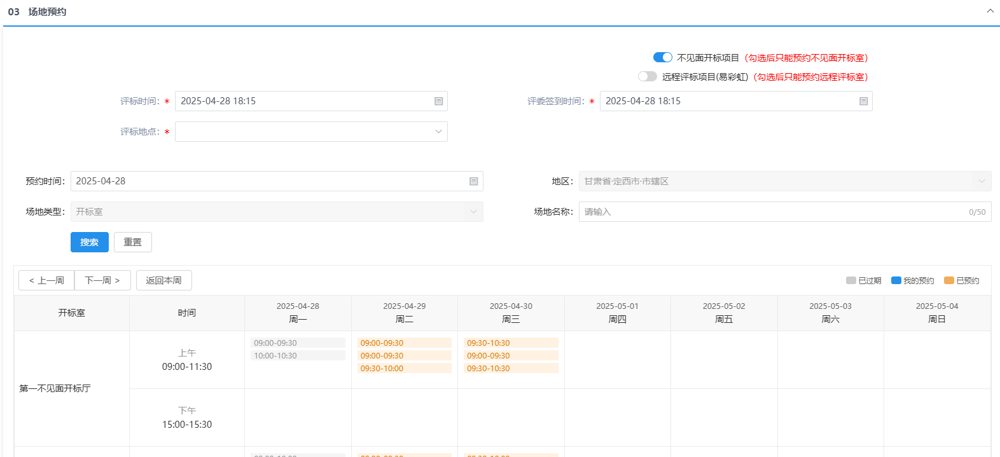 03 场地预约
不见面开标项目 (勾选后只能预约不见面开标室)
远程评标项目(易彩虹) (勾选后只能预约远程评标室)
评标时间: * 2025-04-28 18:15 评委签到时间: * 2025-04-28 18:15
评标地点: *
预约时间: 2025-04-28 地区: 甘肃省·定西市·市辖区
场地类型: 开标室 场地名称: 请输入 0/50
搜索 重置
< 上一周 下一周 > 返回本周 已过期 我的预约 已预约
开标室 时间 2025-04-28 2025-04-29 2025-04-30 2025-05-01 2025-05-02 2025-05-03 2025-05-04
周一 周二 周三 周四 周五 周六 周日
09:00-09:30 09:00-09:30 09:30-10:30
上午 10:00-10:30 09:00-09:30 09:00-09:30
09:00-11:30 09:30-10:00 09:30-10:30
第一不见面开标厅
下午
15:00-15:30